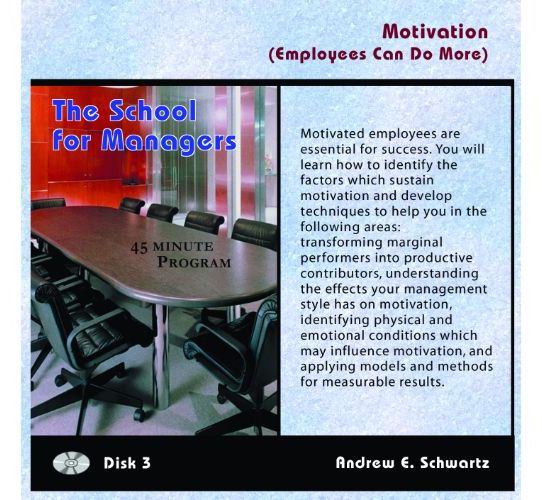 Motivation
(Employees Can Do More)
The School
for Managers
45 MINUTE
PROGRAM
Motivated employees are
essential for success. You will
learn how to identify the
factors which sustain
motivation and develop
techniques to help you in the
following areas:
transforming marginal
performers into productive
contributors, understanding
the effects your management
style has on motivation,
identifying physical and
emotional conditions which
may influence motivation, and
applying models and methods
for measurable results.
Disk 3
Andrew E. Schwartz